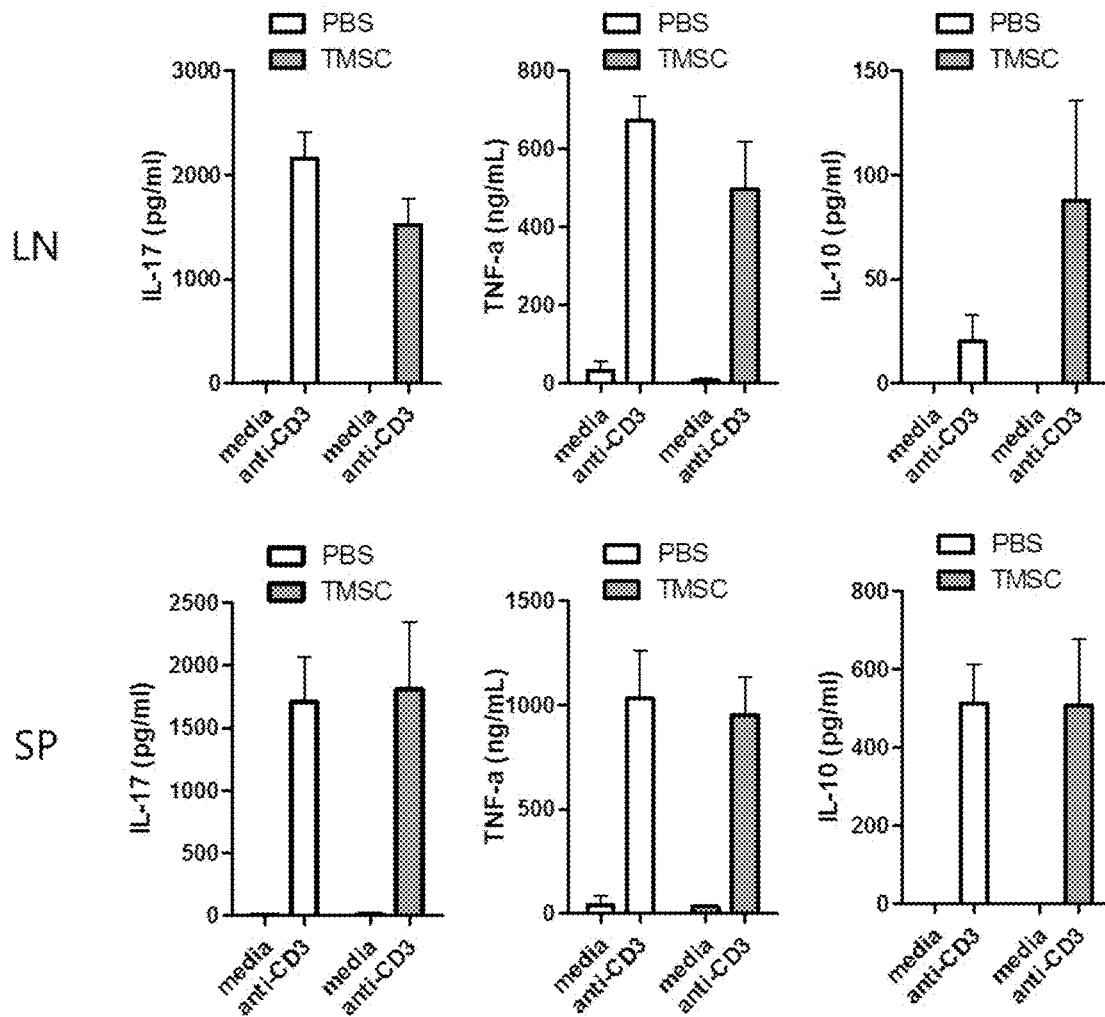 LN
PBS
TMSC
IL-17 (pg/ml)
3000
2000
1000
0
media
anti-CD3
media
anti-CD3
PBS
TMSC
TNF-a (ng/mL)
800
600
400
200
0
media
anti-CD3
media
anti-CD3
PBS
TMSC
IL-10 (pg/ml)
150
100
50
0
media
anti-CD3
media
anti-CD3
SP
PBS
TMSC
IL-17 (pg/ml)
2500
2000
1500
1000
500
0
media
anti-CD3
media
anti-CD3
PBS
TMSC
TNF-a (ng/mL)
1500
1000
500
0
media
anti-CD3
media
anti-CD3
PBS
TMSC
IL-10 (pg/ml)
800
600
400
200
0
media
anti-CD3
media
anti-CD3